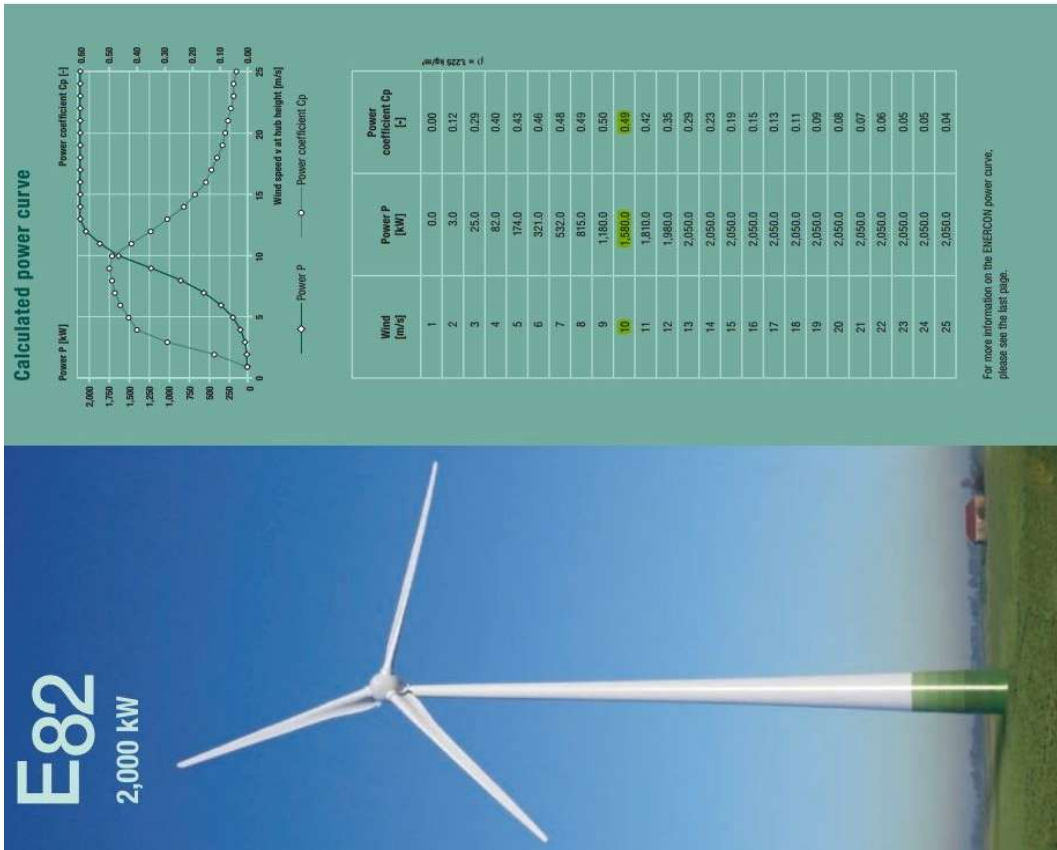 E82
2,000 kW
Calculated power curve
Power P [kW]
Power coefficient Cp [-]
2,000
1,750
1,500
1,250
1,000
750
500
250
0
0.60
0.50
0.40
0.30
0.20
0.10
0.00
0 5 10 15 20 25
Wind speed v at hub height [m/s]
Power P Power coefficient Cp
Wind [m/s] Power P [kW] Power coefficient Cp [-]
1 0.0 0.00
2 3.0 0.12
3 25.0 0.29
4 82.0 0.40
5 174.0 0.43
6 321.0 0.46
7 532.0 0.48
8 815.0 0.49
9 1,180.0 0.50
10 1,580.0 0.49
11 1,810.0 0.42
12 1,980.0 0.35
13 2,050.0 0.29
14 2,050.0 0.23
15 2,050.0 0.19
16 2,050.0 0.15
17 2,050.0 0.13
18 2,050.0 0.11
19 2,050.0 0.09
20 2,050.0 0.08
21 2,050.0 0.07
22 2,050.0 0.06
23 2,050.0 0.05
24 2,050.0 0.05
25 2,050.0 0.04
ρ = 1.225 kg/m³
For more information on the ENERCON power curve,
please see the last page.